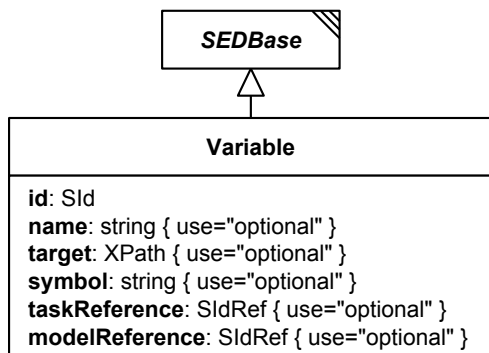 SEDBase
Variable
id: SId
name: string { use="optional" }
target: XPath { use="optional" }
symbol: string { use="optional" }
taskReference: SIdRef { use="optional" }
modelReference: SIdRef { use="optional" }